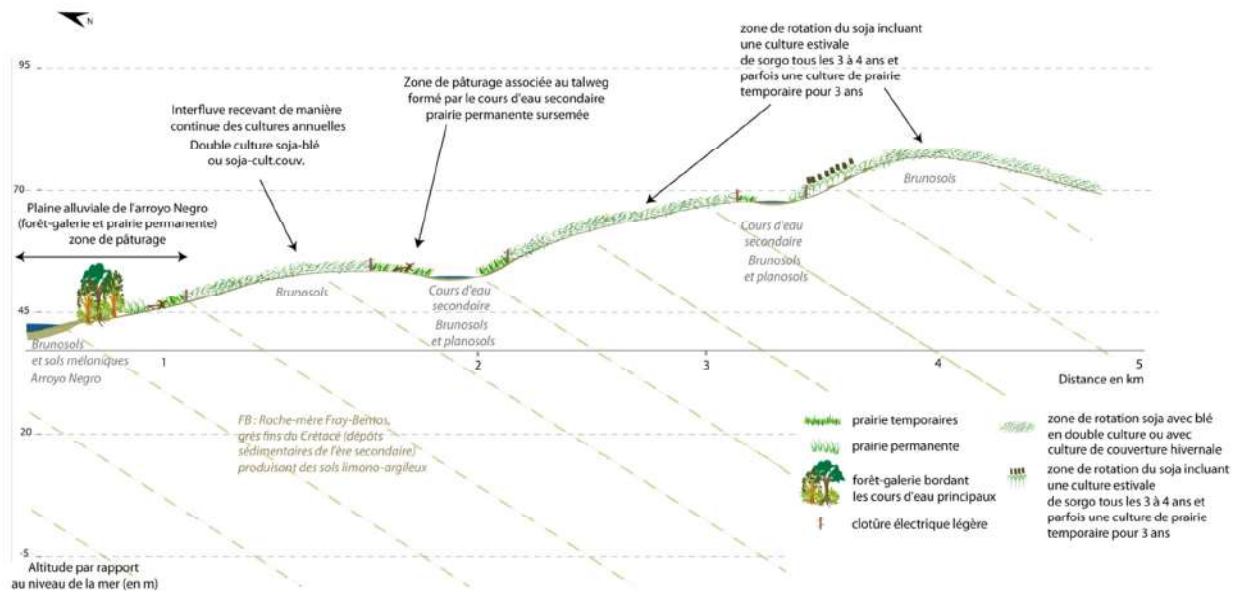 N
zone de rotation du soja incluant
une culture estivale
de sorgo tous les 3 à 4 ans et
parfois une culture de prairie
temporaire pour 3 ans
95
Zone de pâturage associée au talweg
formé par le cours d'eau secondaire
prairie permanente sursemée
Interfluve recevant de manière
continue des cultures annuelles
Double culture soja-blé
ou soja-cult.couv.
70
Brunosols
Plaine alluviale de l'arroyo Negro
(forêt-galerie et prairie permanente)
zone de pâturage
Cours d'eau
secondaire
Brunosols
et planosols
Brunosols
Cours d'eau
secondaire
Brunosols
et planosols
45
Brunosols
et sols mélaniques
Arroyo Negro
1
2
3
4
5
Distance en km
FB : Roche-mère Fray-Bentos,
grès fins du Crétacé (dépôts
sédimentaires de l'ère secondaire)
produisant des sols limono-argileux
20
-5
Altitude par rapport
au niveau de la mer (en m)
prairie temporaires
prairie permanente
forêt-galerie bordant
les cours d'eau principaux
clotûre électrique légère
zone de rotation soja avec blé
en double culture ou avec
culture de couverture hivernale
zone de rotation du soja incluant
une culture estivale
de sorgo tous les 3 à 4 ans et
parfois une culture de prairie
temporaire pour 3 ans